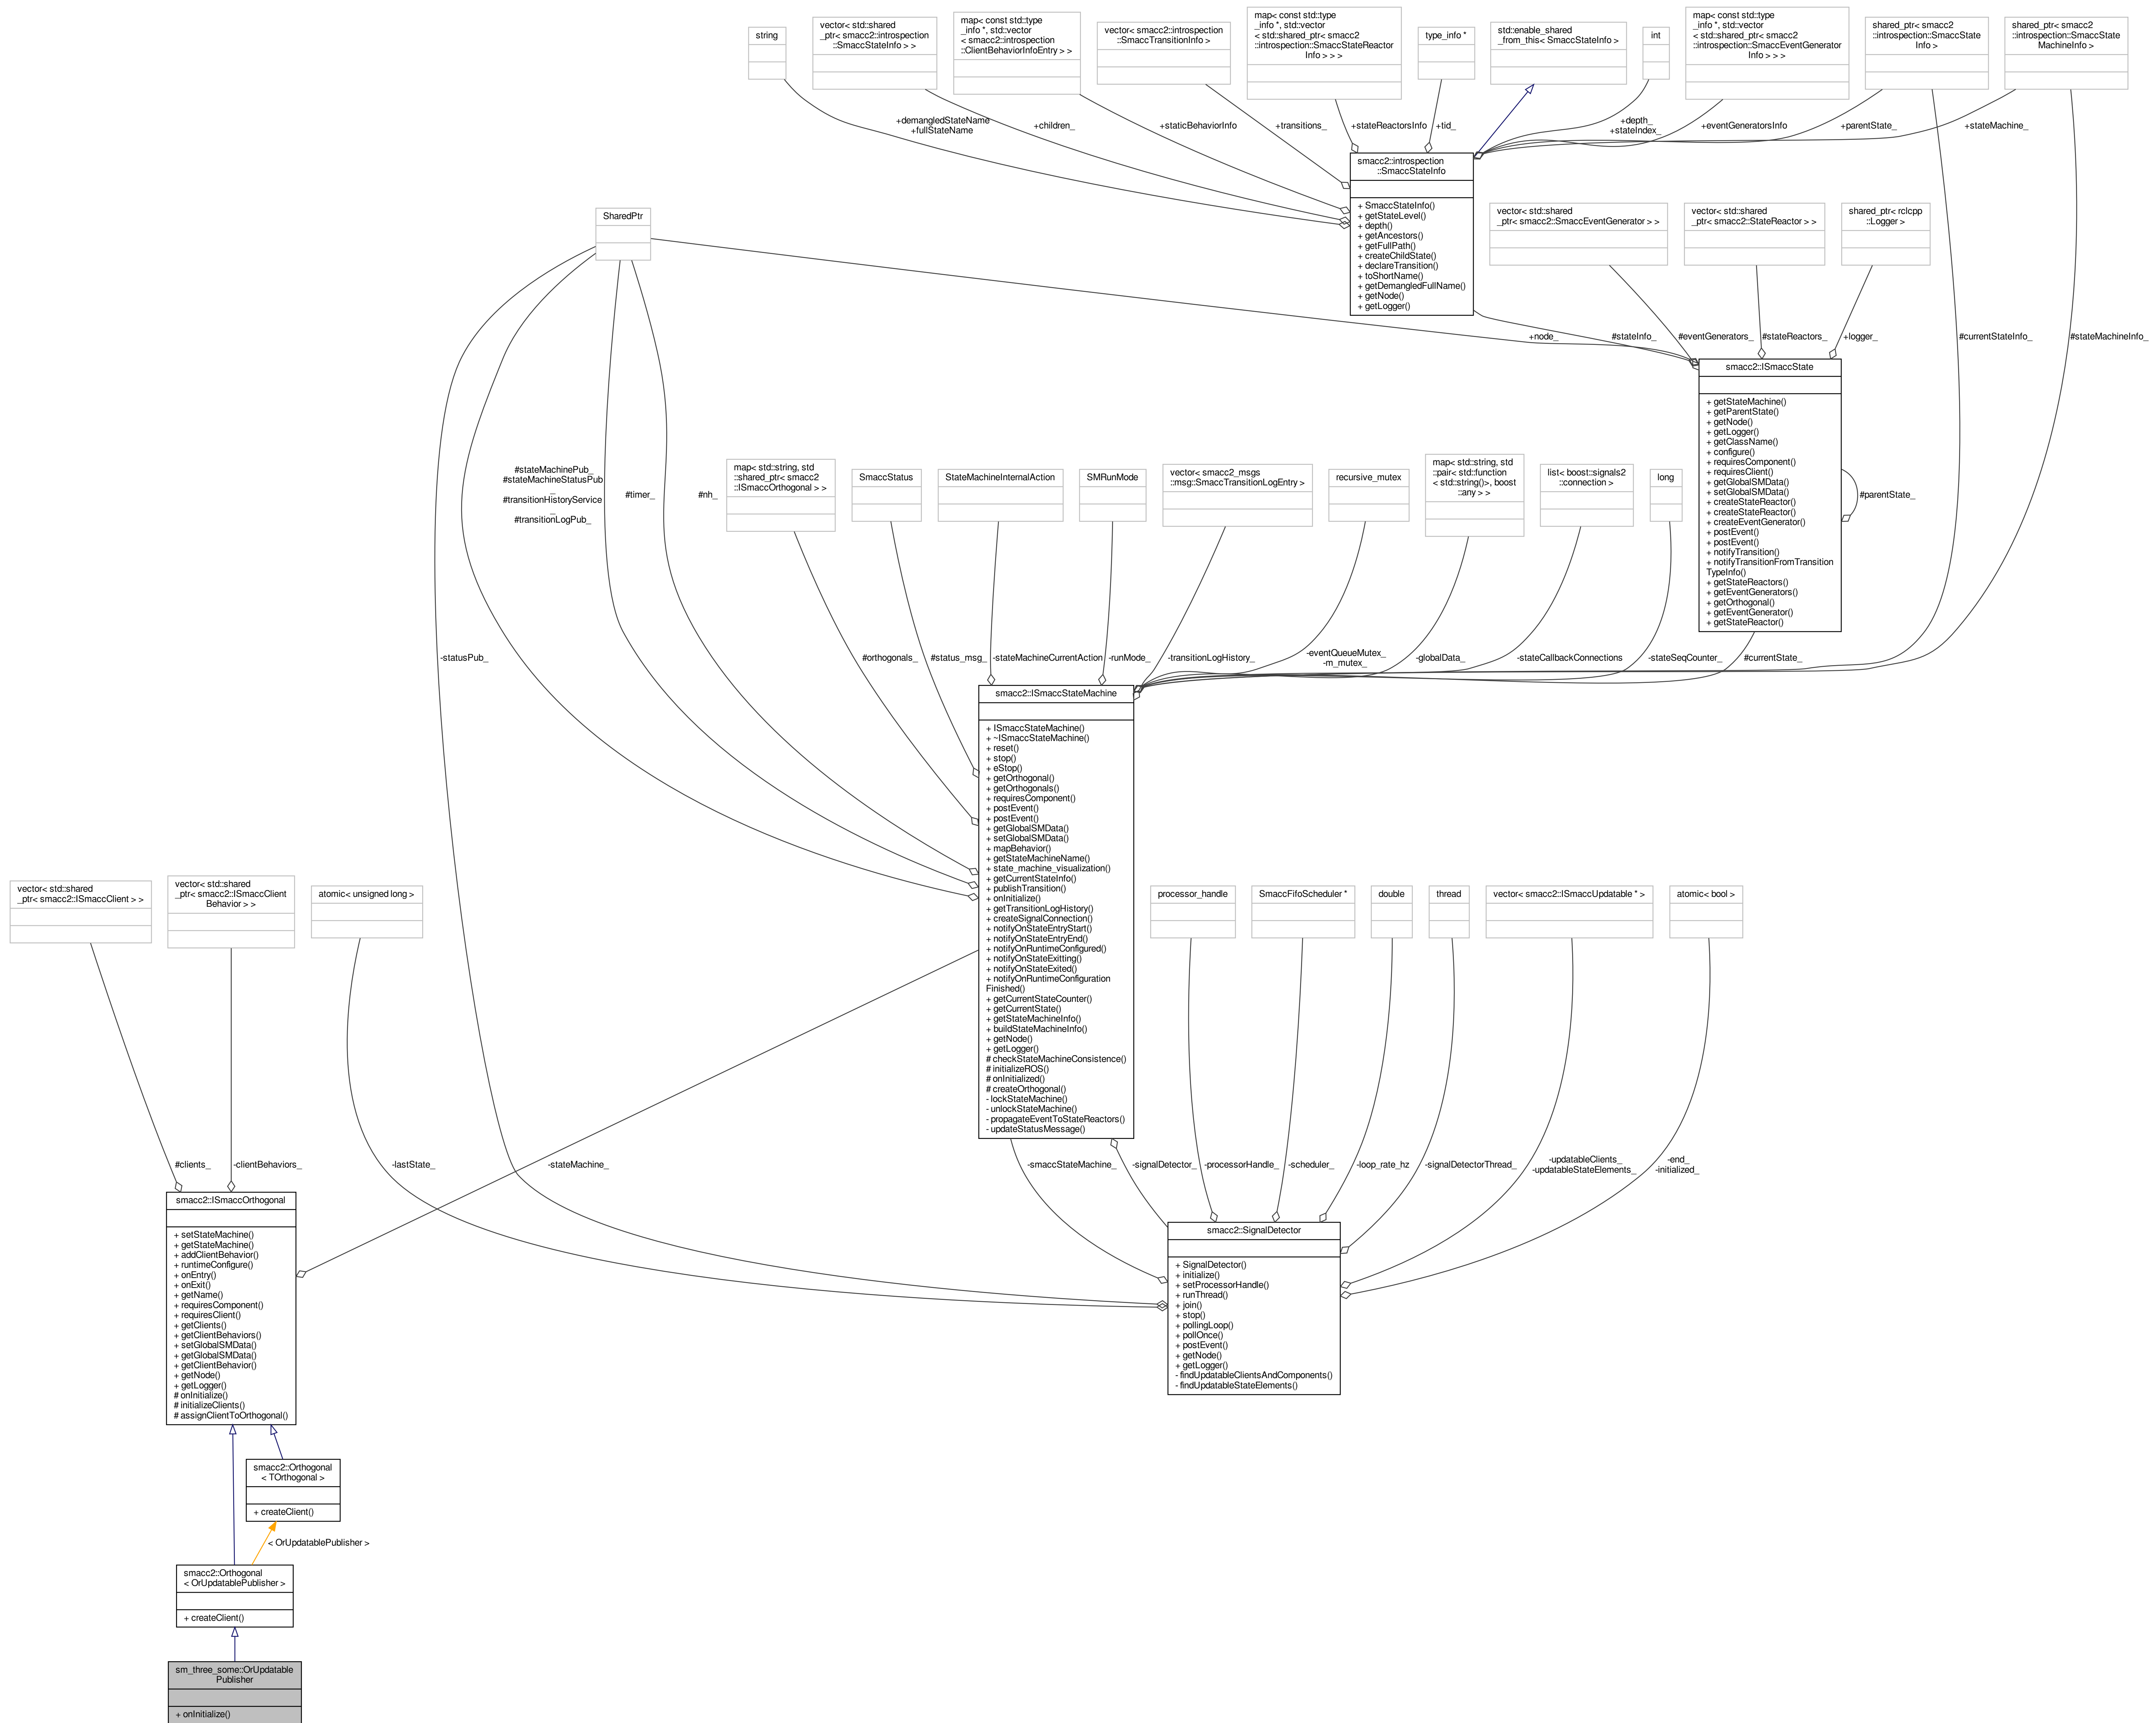 string
vector< std::shared
_ptr< smacc2::introspection
::SmaccStateInfo > >
map< const std::type
_info *, std::vector
< smacc2::introspection
::ClientBehaviorInfoEntry > >
vector< smacc2::introspection
::SmaccTransitionInfo >
map< const std::type
_info *, std::vector
< std::shared_ptr< smacc2
::introspection::SmaccStateReactor
Info > > >
type_info *
std::enable_shared
_from_this< SmaccStateInfo >
int
map< const std::type
_info *, std::vector
< std::shared_ptr< smacc2
::introspection::SmaccEventGenerator
Info > > >
shared_ptr< smacc2
::introspection::SmaccState
Info >
shared_ptr< smacc2
::introspection::SmaccState
MachineInfo >
+demangledStateName
+fullStateName
+children_
+staticBehaviorInfo
+transitions_
+stateReactorsInfo
+tid_
+depth_
+stateIndex_
+eventGeneratorsInfo
+parentState_
+stateMachine_
smacc2::introspection
::SmaccStateInfo
+ SmaccStateInfo()
+ getStateLevel()
+ depth()
+ getAncestors()
+ getFullPath()
+ createChildState()
+ declareTransition()
+ toShortName()
+ getDemangledFullName()
+ getNode()
+ getLogger()
SharedPtr
vector< std::shared
_ptr< smacc2::SmaccEventGenerator > >
vector< std::shared
_ptr< smacc2::StateReactor > >
shared_ptr< rclcpp
::Logger >
+node_
#stateInfo_
#eventGenerators_
#stateReactors_
+logger_
#currentStateInfo_
#stateMachineInfo_
smacc2::ISmaccState
+ getStateMachine()
+ getParentState()
+ getNode()
+ getLogger()
+ getClassName()
+ configure()
+ requiresComponent()
+ requiresClient()
+ getGlobalSMData()
+ setGlobalSMData()
+ createStateReactor()
+ createStateReactor()
+ createEventGenerator()
+ postEvent()
+ postEvent()
+ notifyTransition()
+ notifyTransitionFromTransition
TypeInfo()
+ getStateReactors()
+ getEventGenerators()
+ getOrthogonal()
+ getEventGenerator()
+ getStateReactor()
#parentState_
#stateMachinePub_
#stateMachineStatusPub
_
#transitionHistoryService
_
#transitionLogPub_
#timer_
#nh_
map< std::string, std
::shared_ptr< smacc2
::ISmaccOrthogonal > >
SmaccStatus
StateMachineInternalAction
SMRunMode
vector< smacc2_msgs
::msg::SmaccTransitionLogEntry >
recursive_mutex
map< std::string, std
::pair< std::function
< std::string()>, boost
::any > >
list< boost::signals2
::connection >
long
-statusPub_
#orthogonals_
#status_msg_
-stateMachineCurrentAction
-runMode_
-transitionLogHistory_
-eventQueueMutex_
-m_mutex_
-globalData_
-stateCallbackConnections
-stateSeqCounter_
#currentState_
smacc2::ISmaccStateMachine
+ ISmaccStateMachine()
+ ~ISmaccStateMachine()
+ reset()
+ stop()
+ eStop()
+ getOrthogonal()
+ getOrthogonals()
+ requiresComponent()
+ postEvent()
+ postEvent()
+ getGlobalSMData()
+ setGlobalSMData()
+ mapBehavior()
+ getStateMachineName()
+ state_machine_visualization()
+ getCurrentStateInfo()
+ publishTransition()
+ onInitialize()
+ getTransitionLogHistory()
+ createSignalConnection()
+ notifyOnStateEntryStart()
+ notifyOnStateEntryEnd()
+ notifyOnRuntimeConfigured()
+ notifyOnStateExitting()
+ notifyOnStateExited()
+ notifyOnRuntimeConfiguration
Finished()
+ getCurrentStateCounter()
+ getCurrentState()
+ getStateMachineInfo()
+ buildStateMachineInfo()
+ getNode()
+ getLogger()
# checkStateMachineConsistence()
# initializeROS()
# onInitialized()
# createOrthogonal()
- lockStateMachine()
- unlockStateMachine()
- propagateEventToStateReactors()
- updateStatusMessage()
vector< std::shared
_ptr< smacc2::ISmaccClient > >
vector< std::shared
_ptr< smacc2::ISmaccClient
Behavior > >
atomic< unsigned long >
processor_handle
SmaccFifoScheduler *
double
thread
vector< smacc2::ISmaccUpdatable * >
atomic< bool >
#clients_
-clientBehaviors_
-lastState_
-stateMachine_
-smaccStateMachine_
-signalDetector_
-processorHandle_
-scheduler_
-loop_rate_hz
-signalDetectorThread_
-updatableClients_
-updatableStateElements_
-end_
-initialized_
smacc2::ISmaccOrthogonal
+ setStateMachine()
+ getStateMachine()
+ addClientBehavior()
+ runtimeConfigure()
+ onEntry()
+ onExit()
+ getName()
+ requiresComponent()
+ requiresClient()
+ getClients()
+ getClientBehaviors()
+ setGlobalSMData()
+ getGlobalSMData()
+ getClientBehavior()
+ getNode()
+ getLogger()
# onInitialize()
# initializeClients()
# assignClientToOrthogonal()
smacc2::SignalDetector
+ SignalDetector()
+ initialize()
+ setProcessorHandle()
+ runThread()
+ join()
+ stop()
+ pollingLoop()
+ pollOnce()
+ postEvent()
+ getNode()
+ getLogger()
- findUpdatableClientsAndComponents()
- findUpdatableStateElements()
smacc2::Orthogonal
< TOrthogonal >
+ createClient()
< OrUpdatablePublisher >
smacc2::Orthogonal
< OrUpdatablePublisher >
+ createClient()
sm_three_some::OrUpdatable
Publisher
+ onInitialize()